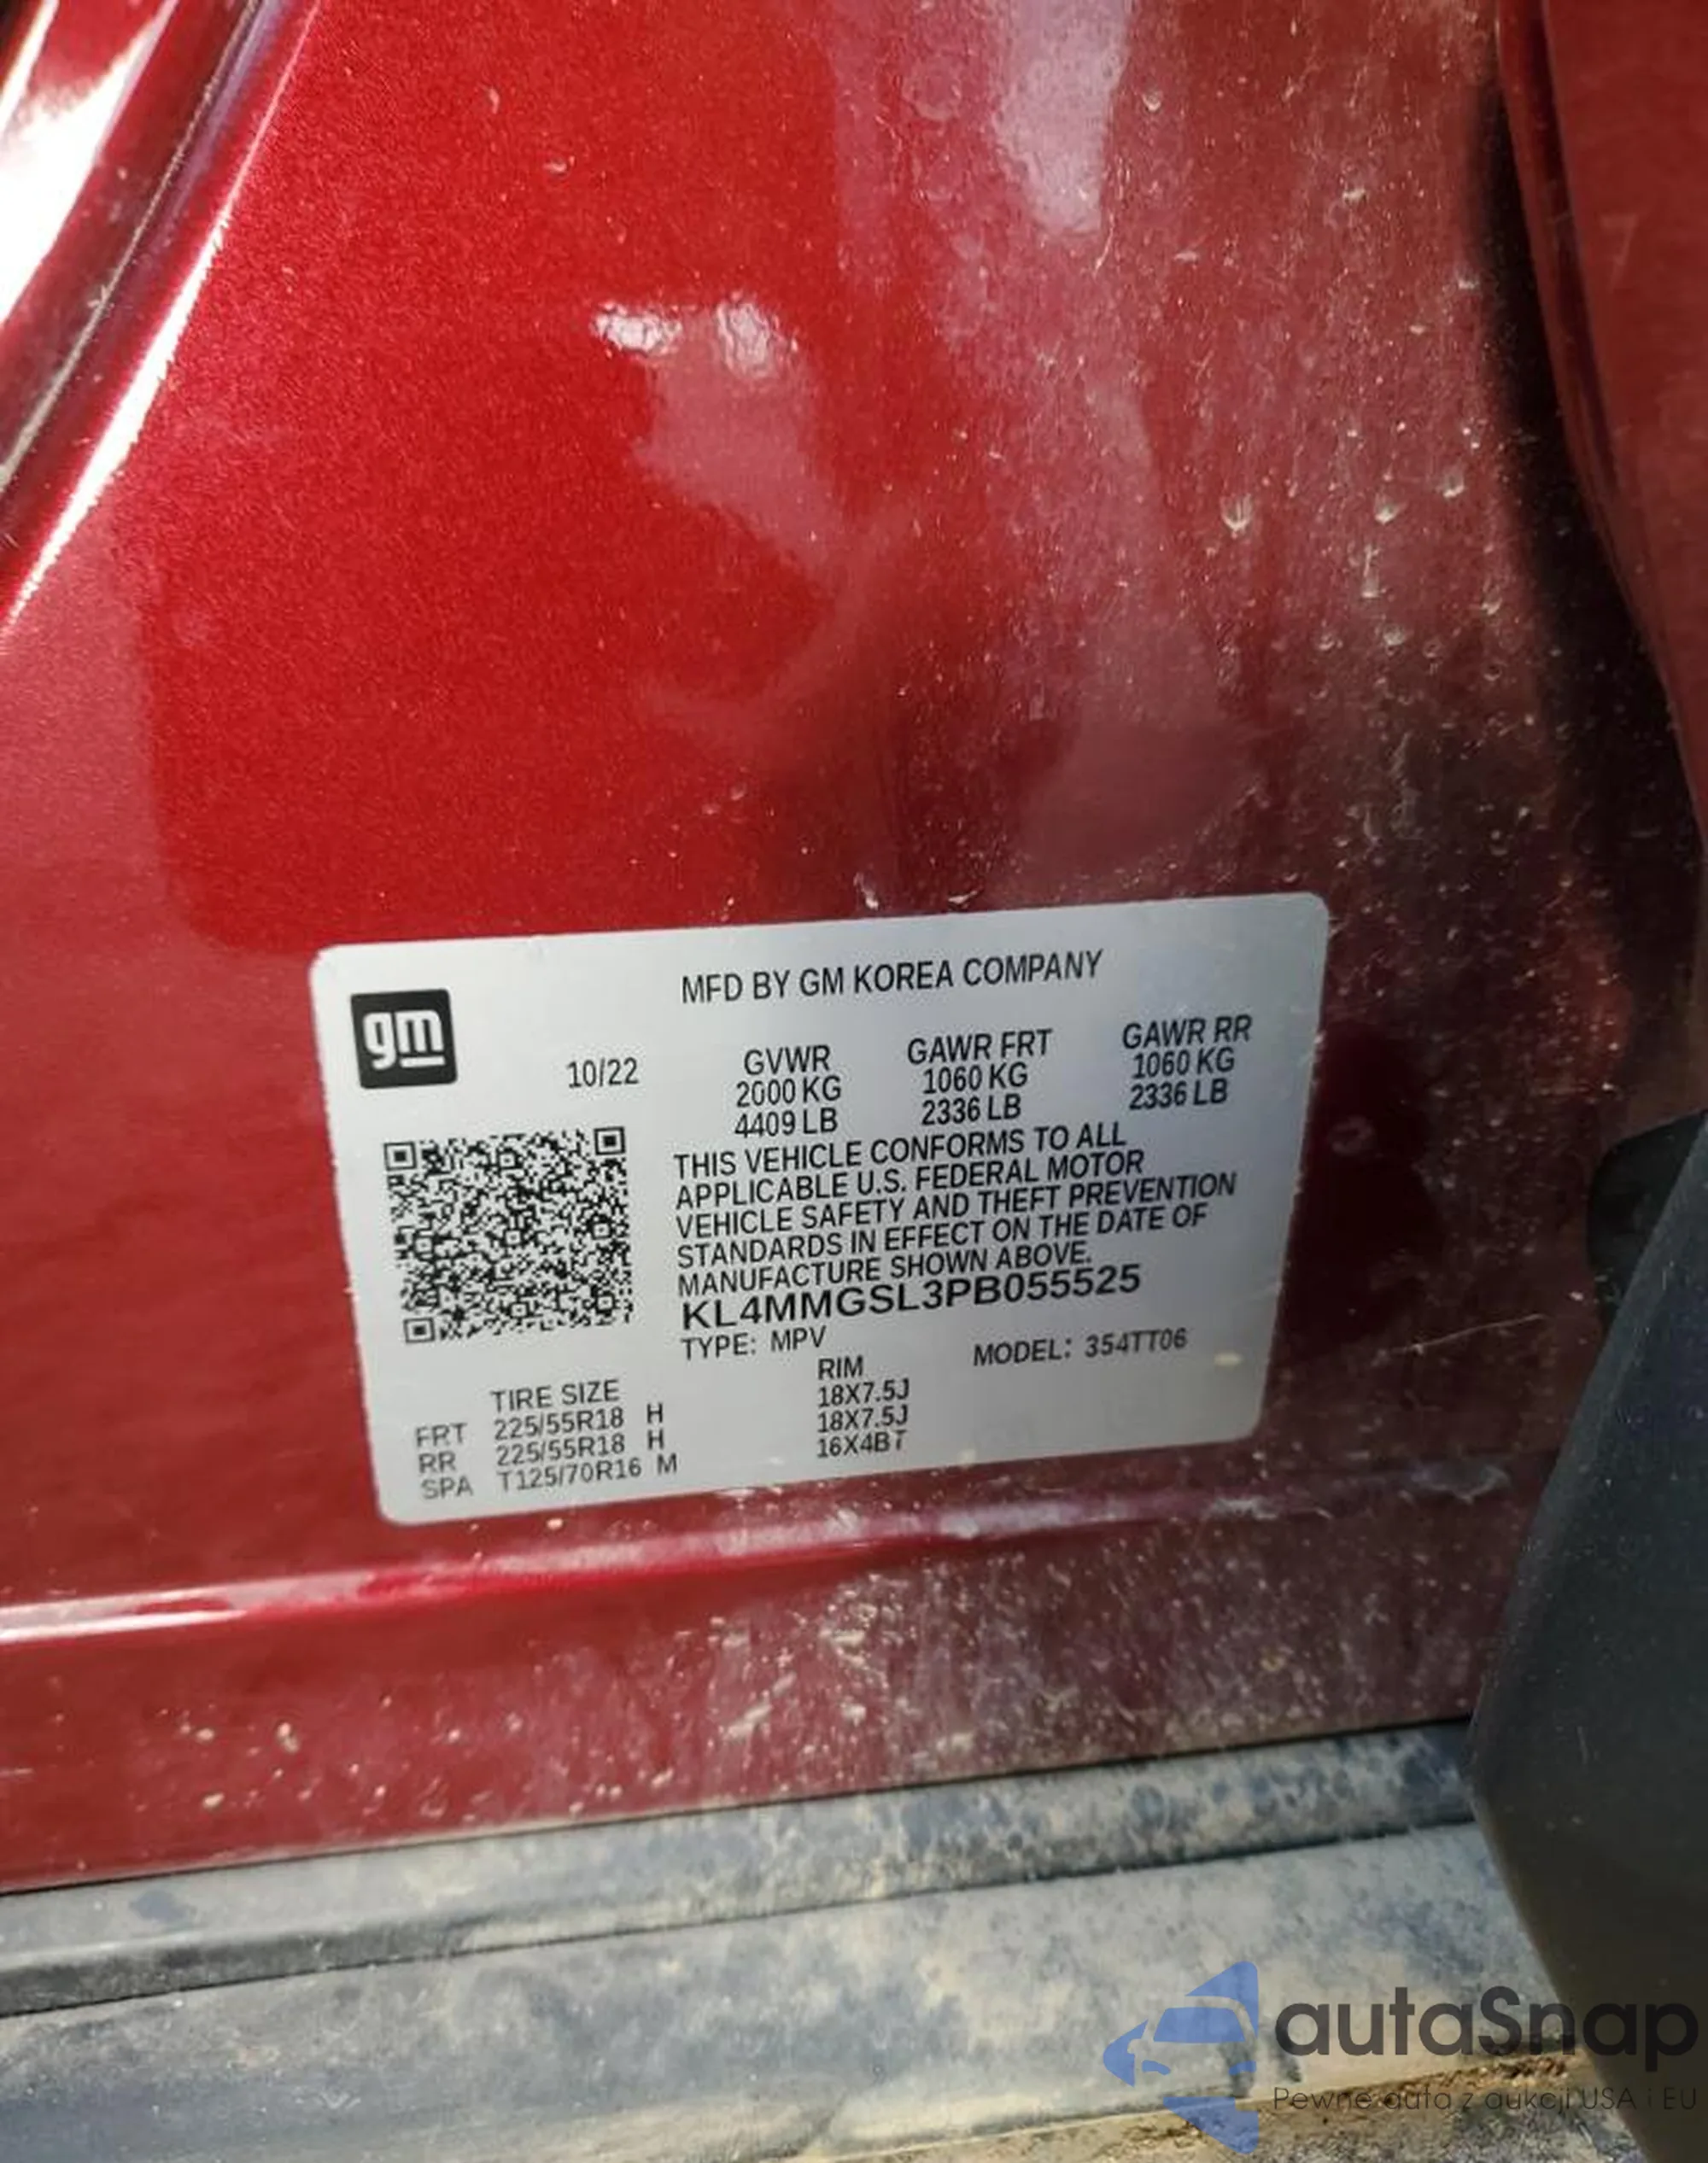 MFD BY GM KOREA COMPANY
gm
10/22
GVWR GAWR FRT GAWR RR
2000 KG 1060 KG 1060 KG
4409 LB 2336 LB 2336 LB
THIS VEHICLE CONFORMS TO ALL
APPLICABLE U.S. FEDERAL MOTOR
VEHICLE SAFETY AND THEFT PREVENTION
STANDARDS IN EFFECT ON THE DATE OF
MANUFACTURE SHOWN ABOVE.
KL4MMGSL3PB055525
TYPE: MPV MODEL: 354TT06
TIRE SIZE RIM
FRT 225/55R18 H 18X7.5J
RR 225/55R18 H 18X7.5J
SPA T125/70R16 M 16X4BT
autaSnap
Pewne auta z aukcji USA i EU